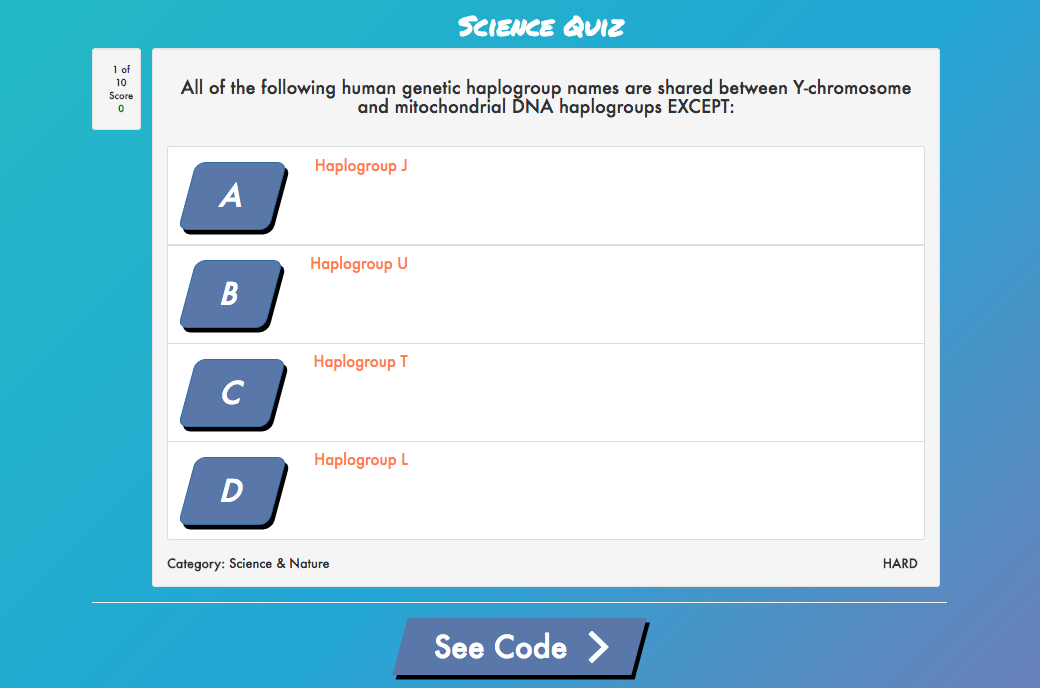 Science Quiz
1 of
10
Score
0
All of the following human genetic haplogroup names are shared between Y-chromosome
and mitochondrial DNA haplogroups EXCEPT:
A
Haplogroup J
B
Haplogroup U
C
Haplogroup T
D
Haplogroup L
Category: Science & Nature
HARD
See Code